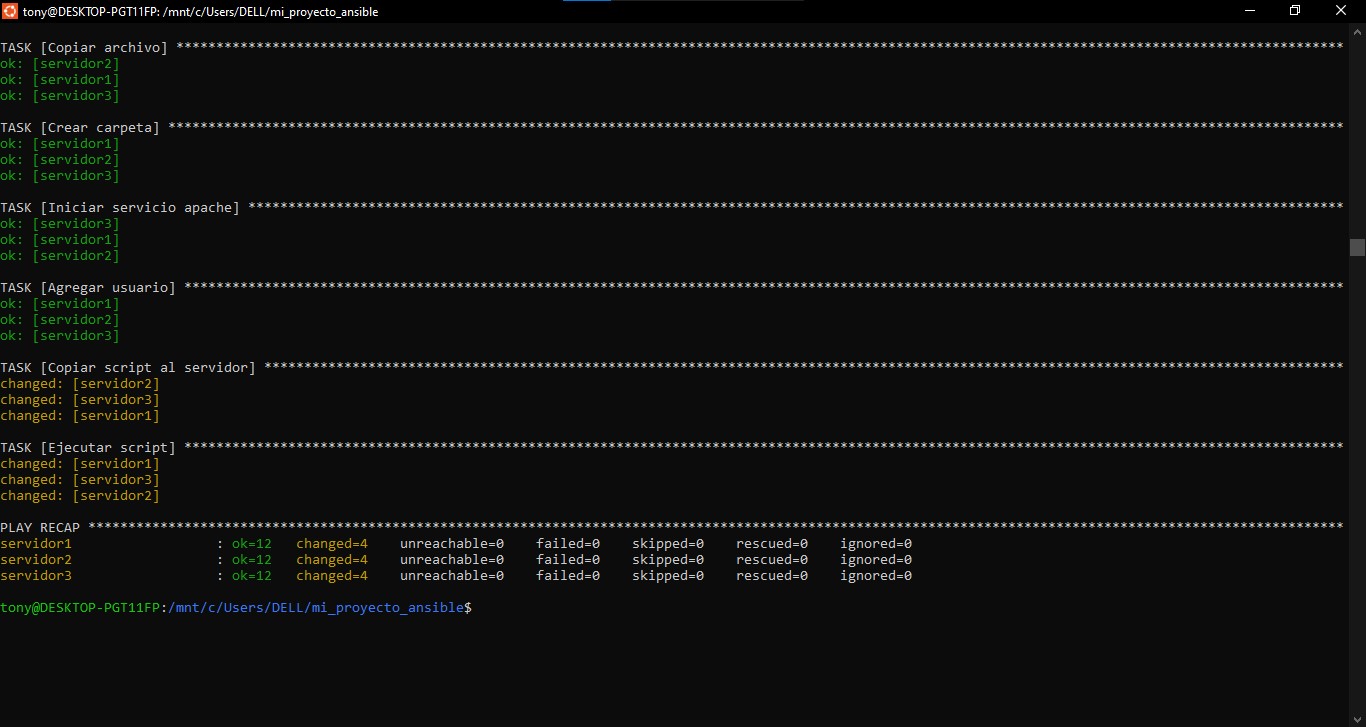 tony@DESKTOP-PGT11FP: /mnt/c/Users/DELL/mi_proyecto_ansible
TASK [Copiar archivo] **************************************************************************************************************************************************
ok: [servidor2]
ok: [servidor1]
ok: [servidor3]
TASK [Crear carpeta] ***************************************************************************************************************************************************
ok: [servidor1]
ok: [servidor2]
ok: [servidor3]
TASK [Iniciar servicio apache] *****************************************************************************************************************************************
ok: [servidor3]
ok: [servidor1]
ok: [servidor2]
TASK [Agregar usuario] *************************************************************************************************************************************************
ok: [servidor1]
ok: [servidor2]
ok: [servidor3]
TASK [Copiar script al servidor] ***************************************************************************************************************************************
changed: [servidor2]
changed: [servidor3]
changed: [servidor1]
TASK [Ejecutar script] *************************************************************************************************************************************************
changed: [servidor1]
changed: [servidor3]
changed: [servidor2]
PLAY RECAP *************************************************************************************************************************************************************
servidor1                  : ok=12   changed=4    unreachable=0    failed=0    skipped=0    rescued=0    ignored=0
servidor2                  : ok=12   changed=4    unreachable=0    failed=0    skipped=0    rescued=0    ignored=0
servidor3                  : ok=12   changed=4    unreachable=0    failed=0    skipped=0    rescued=0    ignored=0
tony@DESKTOP-PGT11FP:/mnt/c/Users/DELL/mi_proyecto_ansible$